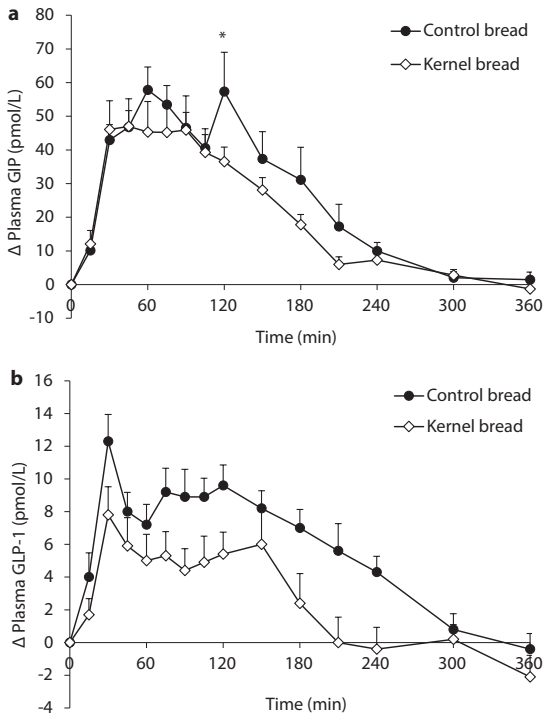 a
80
70
60
50
40
30
20
10
0
-10
Δ Plasma GIP (pmol/L)
*
Control bread
Kernel bread
0 60 120 180 240 300 360
Time (min)
b
16
14
12
10
8
6
4
2
0
-2
-4
Δ Plasma GLP-1 (pmol/L)
Control bread
Kernel bread
0 60 120 180 240 300 360
Time (min)